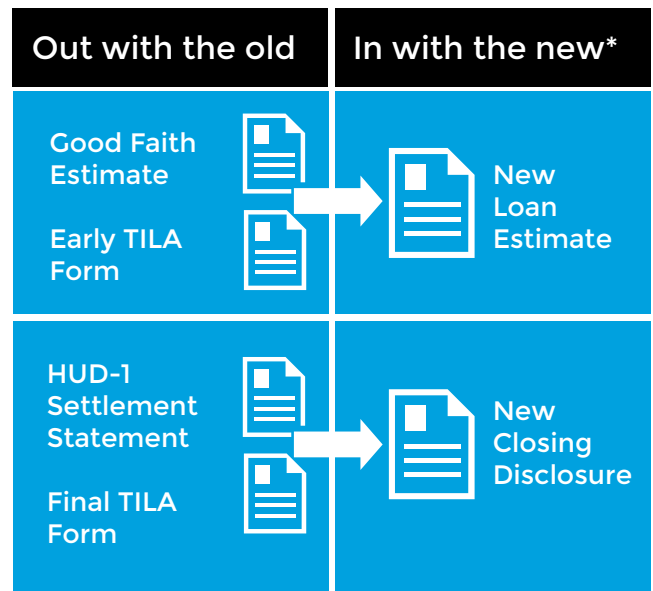 Out with the old
In with the new*
Good Faith
Estimate
Early TILA
Form
New
Loan
Estimate
HUD-1
Settlement
Statement
Final TILA
Form
New
Closing
Disclosure